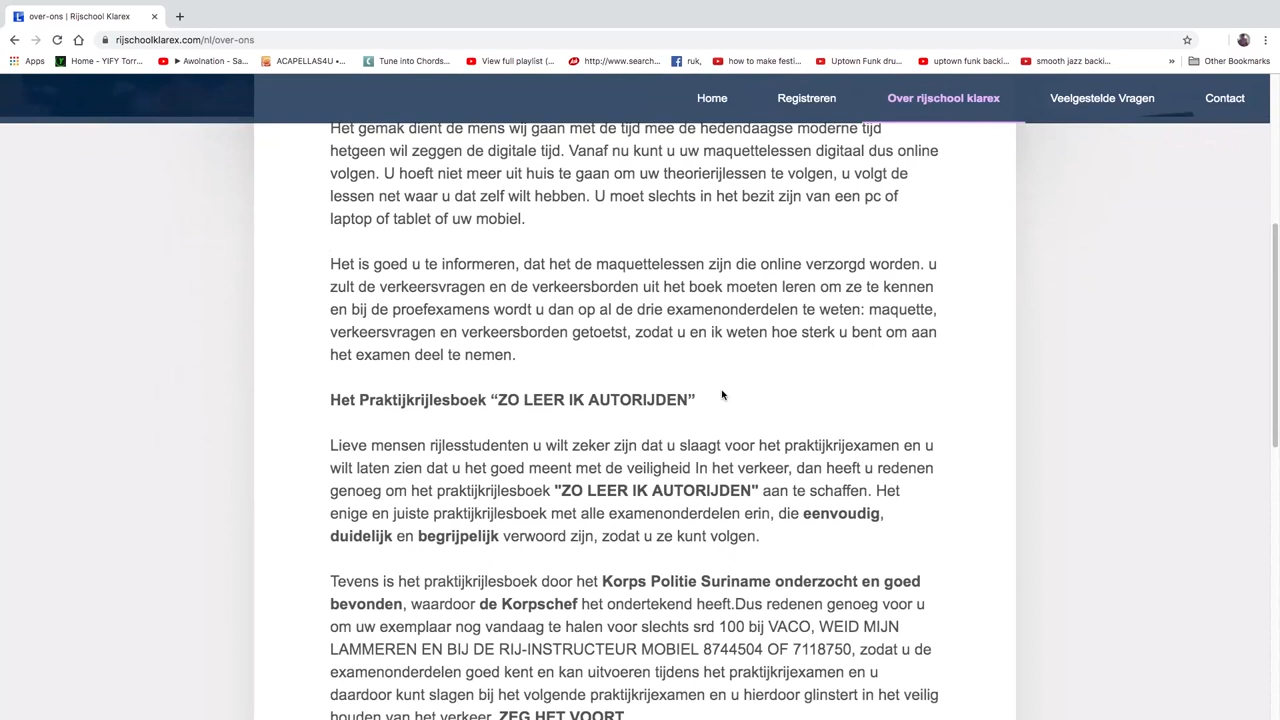 over-ons | Rijschool Klarex
rijschoolklarex.com/nl/over-ons
Apps
Home - YIFY Torr...
► Awolnation - Sa...
ACAPELLAS4U •...
Tune into Chords...
View full playlist (...
http://www.search...
ruk,
how to make festi...
Uptown Funk dru...
uptown funk backi...
smooth jazz backi...
»
Other Bookmarks
Home
Registreren
Over rijschool klarex
Veelgestelde Vragen
Contact
Het gemak dient de mens wij gaan met de tijd mee de hedendaagse moderne tijd
hetgeen wil zeggen de digitale tijd. Vanaf nu kunt u uw maquettelessen digitaal dus online
volgen. U hoeft niet meer uit huis te gaan om uw theorierijlessen te volgen, u volgt de
lessen net waar u dat zelf wilt hebben. U moet slechts in het bezit zijn van een pc of
laptop of tablet of uw mobiel.
Het is goed u te informeren, dat het de maquettelessen zijn die online verzorgd worden. u
zult de verkeersvragen en de verkeersborden uit het boek moeten leren om ze te kennen
en bij de proefexamens wordt u dan op al de drie examenonderdelen te weten: maquette,
verkeersvragen en verkeersborden getoetst, zodat u en ik weten hoe sterk u bent om aan
het examen deel te nemen.
Het Praktijkrijlesboek “ZO LEER IK AUTORIJDEN”
Lieve mensen rijlesstudenten u wilt zeker zijn dat u slaagt voor het praktijkrijexamen en u
wilt laten zien dat u het goed meent met de veiligheid In het verkeer, dan heeft u redenen
genoeg om het praktijkrijlesboek "ZO LEER IK AUTORIJDEN" aan te schaffen. Het
enige en juiste praktijkrijlesboek met alle examenonderdelen erin, die eenvoudig,
duidelijk en begrijpelijk verwoord zijn, zodat u ze kunt volgen.
Tevens is het praktijkrijlesboek door het Korps Politie Suriname onderzocht en goed
bevonden, waardoor de Korpschef het ondertekend heeft.Dus redenen genoeg voor u
om uw exemplaar nog vandaag te halen voor slechts srd 100 bij VACO, WEID MIJN
LAMMEREN EN BIJ DE RIJ-INSTRUCTEUR MOBIEL 8744504 OF 7118750, zodat u de
examenonderdelen goed kent en kan uitvoeren tijdens het praktijkrijexamen en u
daardoor kunt slagen bij het volgende praktijkrijexamen en u hierdoor glinstert in het veilig
houden van het verkeer. ZEG HET VOORT